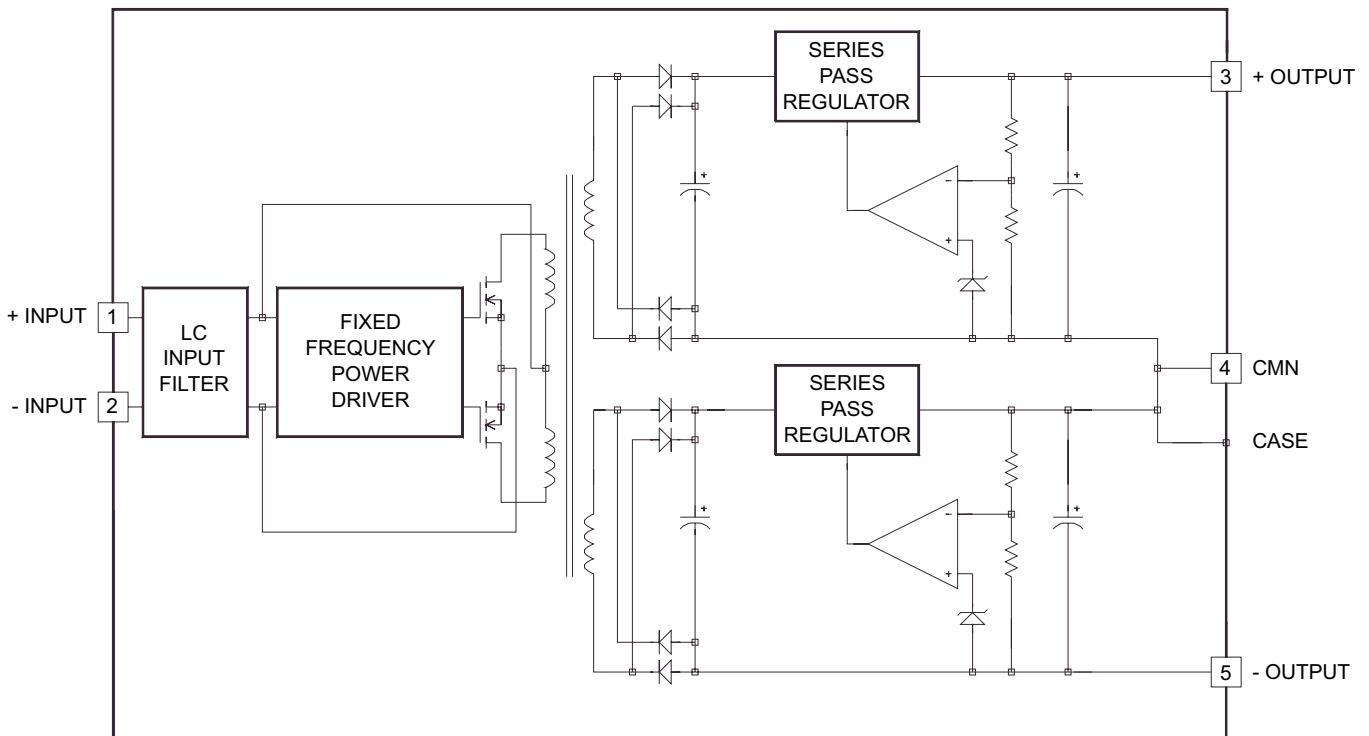 SERIES
PASS
REGULATOR
3 + OUTPUT
+
-
+
+
+ INPUT 1
LC
INPUT
FILTER
FIXED
FREQUENCY
POWER
DRIVER
- INPUT 2
4 CMN
SERIES
PASS
REGULATOR
CASE
+
-
+
+
5 - OUTPUT